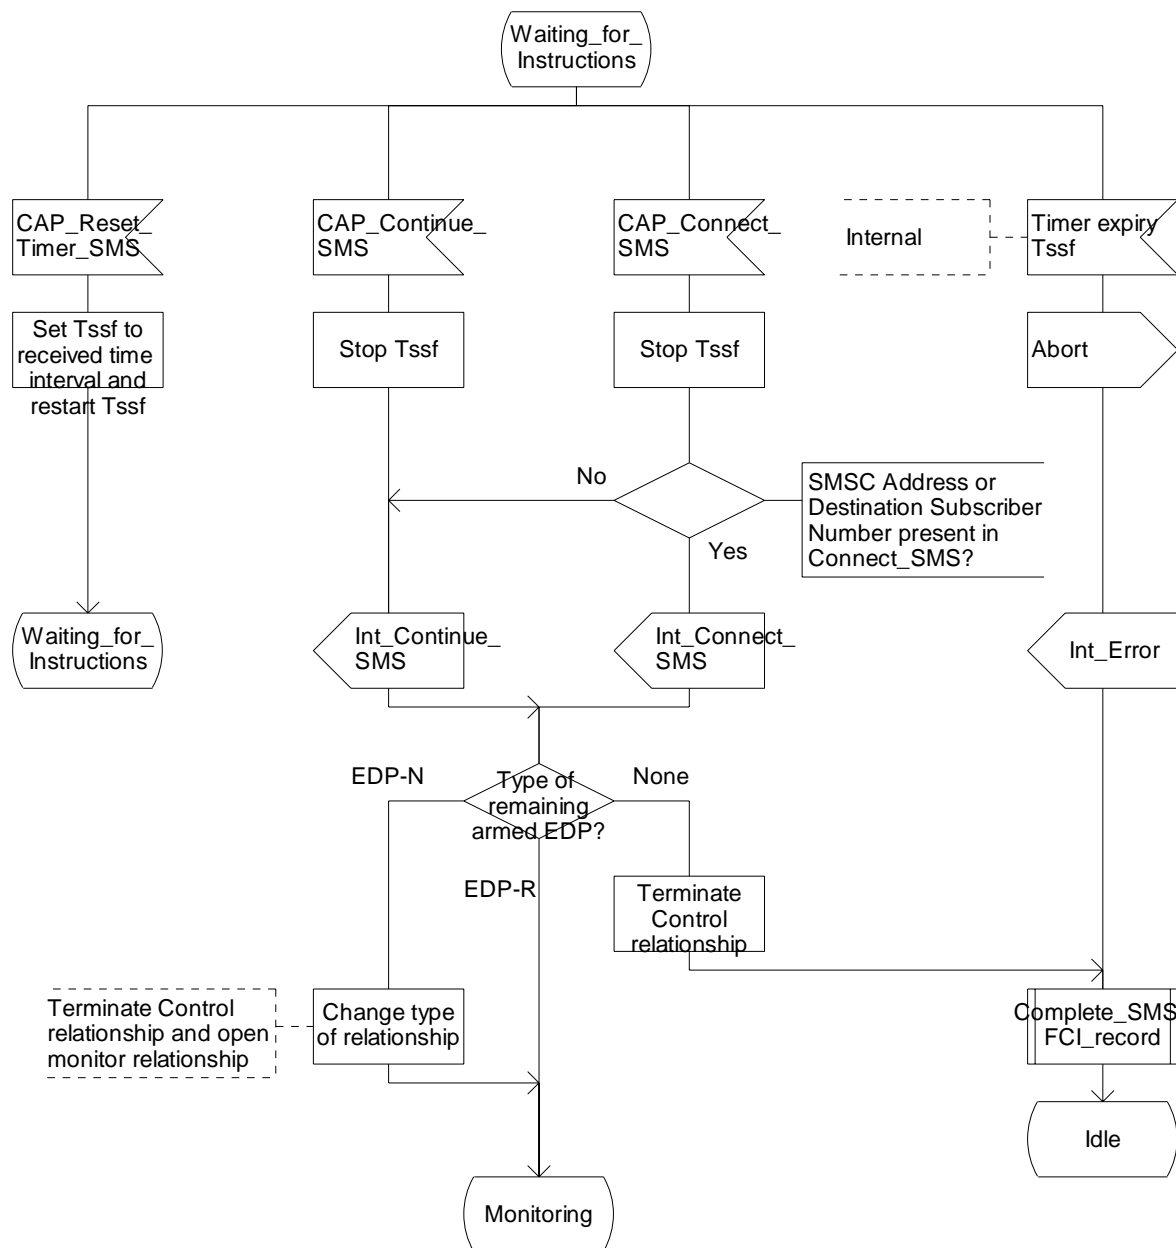 Waiting_for_
Instructions
CAP_Reset_
Timer_SMS
CAP_Continue_
SMS
CAP_Connect_
SMS
Internal
Timer expiry
Tssf
Set Tssf to
received time
interval and
restart Tssf
Stop Tssf
Stop Tssf
Abort
No
Yes
SMSC Address or
Destination Subscriber
Number present in
Connect_SMS?
Waiting_for_
Instructions
Int_Continue_
SMS
Int_Connect_
SMS
Int_Error
EDP-N
Type of
remaining
armed EDP?
None
EDP-R
Terminate
Control
relationship
Terminate Control
relationship and open
monitor relationship
Change type
of relationship
Complete_SMS_
FCI_record
Idle
Monitoring